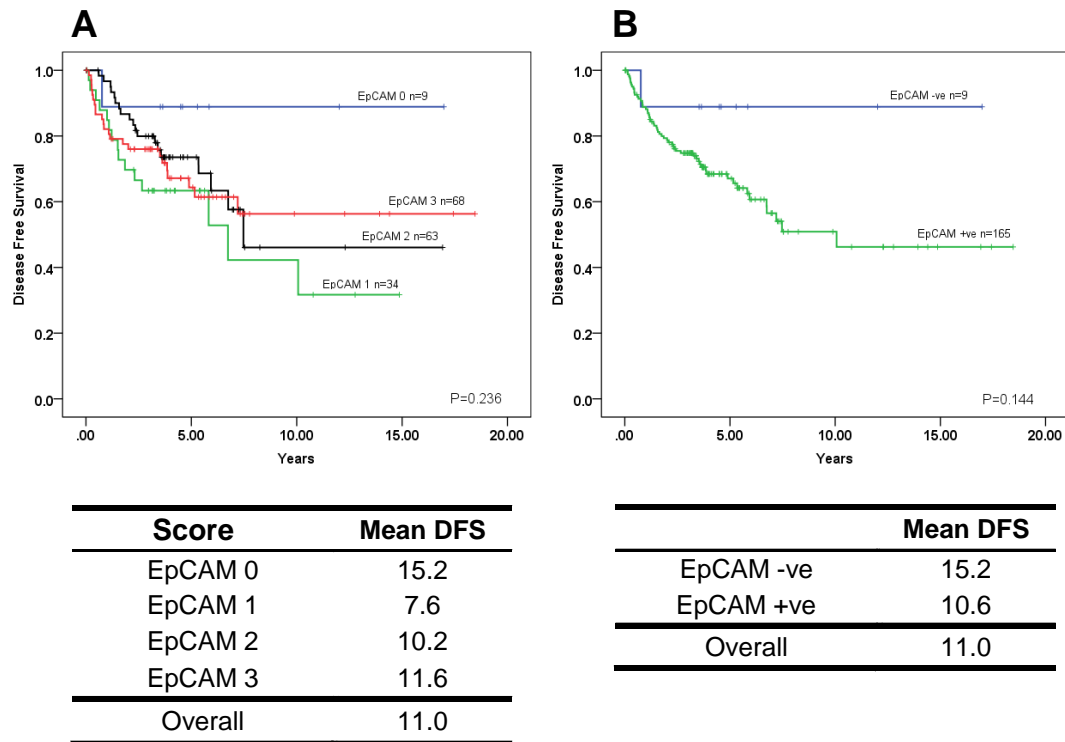 A
Disease Free Survival
1.0
0.8
0.6
0.4
0.2
0.0
EpCAM 0 n=9
EpCAM 3 n=68
EpCAM 2 n=63
EpCAM 1 n=34
P=0.236
.00 5.00 10.00 15.00 20.00
Years
B
Disease Free Survival
1.0
0.8
0.6
0.4
0.2
0.0
EpCAM -ve n=9
EpCAM +ve n=165
P=0.144
.00 5.00 10.00 15.00 20.00
Years
Score Mean DFS
EpCAM 0 15.2
EpCAM 1 7.6
EpCAM 2 10.2
EpCAM 3 11.6
Overall 11.0
Mean DFS
EpCAM -ve 15.2
EpCAM +ve 10.6
Overall 11.0